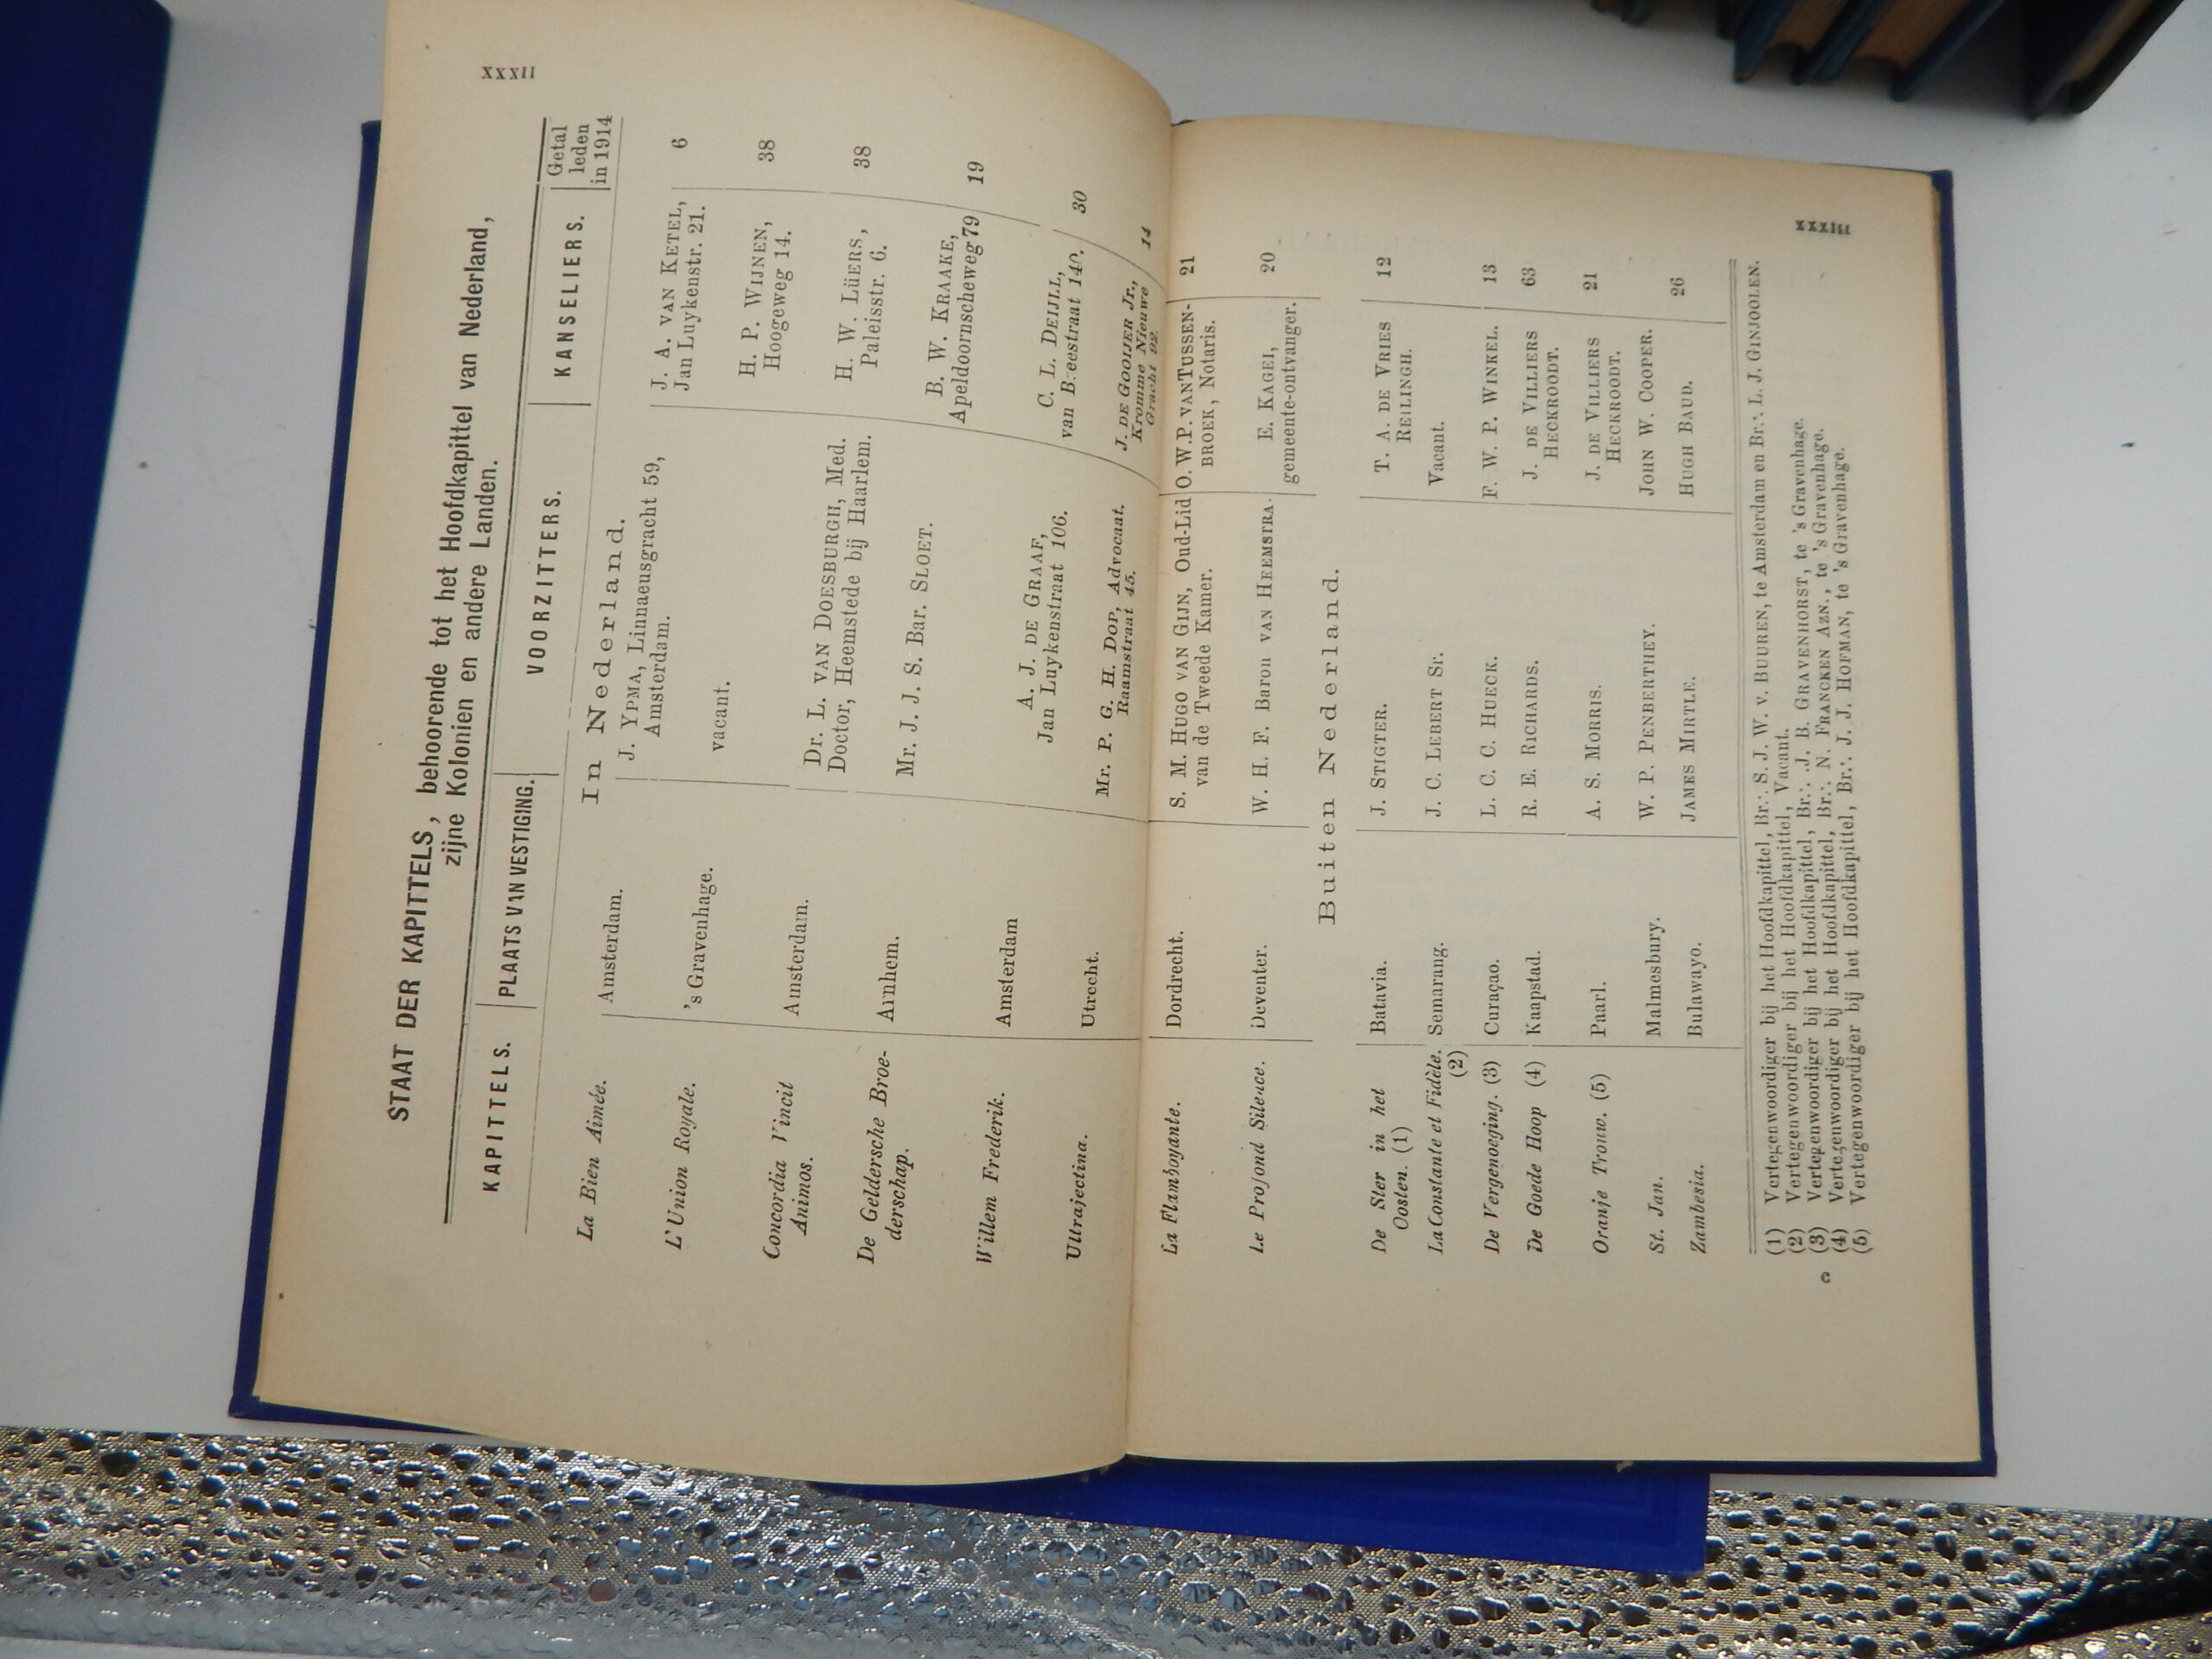 XXXII
STAAT DER KAPITTELS, behoorende tot het Hoofdkapittel van Nederland,
zijne Kolonien en andere Landen.
KAPITTELS. PLAATS VAN VESTIGING. VOORZITTERS. KANSELIERS. Getal leden in 1914
In Nederland.
La Bien Aimée. Amsterdam. J. YPMA, Linnaeusgracht 59, J. A. VAN KETEL, 6
Amsterdam. Jan Luykenstr. 21.
L'Union Royale. 's Gravenhage. vacant. H. P. WIJNEN, 38
Hoogeweg 14.
Concordia Vincit Amsterdam. Dr. L. VAN DOESBURGH, Med. H. W. LÜERS, 38
Animos. Doctor, Heemstede bij Haarlem. Paleisstr. 6.
De Geldersche Broe- Arnhem. Mr. J. J. S. Bar. SLOET. B. W. KRAAKE, 19
derschap. Apeldoornscheweg 79
Willem Frederik. Amsterdam A. J. DE GRAAF, C. L. DEIJLL, 30
Jan Luykenstraat 106. van Breestraat 140.
Ultrajectina. Utrecht. Mr. P. G. H. DOP, Advocaat. J. DE GOOIJER Jr., 14
Raamstraat 45. Kromme Nieuwe
Gracht 92.
La Flamboyante. Dordrecht. S. M. HUGO VAN GIJN, Oud-Lid O. W.P. VANTUSSEN- 21
van de Tweede Kamer. BROEK, Notaris.
Le Profond Silence. Deventer. W. H. F. Baron VAN HEEMSTRA. E. KAGEI, 20
gemeente-ontvanger.
Buiten Nederland.
De Ster in het Batavia. J. STIGTER. T. A. DE VRIES 12
Oosten. (1) REILINGH.
La Constante et Fidèle. Semarang. J. C. LEBERT Sr. Vacant.
(2)
De Vergenoeging. (3) Curaçao. L. C. C. HUECK. F. W. P. WINKEL. 13
De Goede Hoop (4) Kaapstad. R. E. RICHARDS. J. DE VILLIERS 63
HECKROODT.
Oranje Trouw. (5) Paarl. A. S. MORRIS. J. DE VILLIERS 21
HECKROODT.
St. Jan. Malmesbury. W. P. PENBERTHEY. JOHN W. COOPER. 26
Zambesia. Bulawayo. JAMES MIRTLE. HUGH BAUD.
(1) Vertegenwoordiger bij het Hoofdkapittel, Br∴ S. J. W. v. BUUREN, te Amsterdam en Br∴ L. J. GINJOOLEN.
(2) Vertegenwoordiger bij het Hoofdkapittel, Vacant.
(3) Vertegenwoordiger bij het Hoofdkapittel, Br∴ J. B. GRAVENHORST, te 's Gravenhage.
(4) Vertegenwoordiger bij het Hoofdkapittel, Br∴ N. FRANCKEN AZN., te 's Gravenhage.
(5) Vertegenwoordiger bij het Hoofdkapittel, Br∴ J. J. HOFMAN, te 's Gravenhage.
c
XXXIII